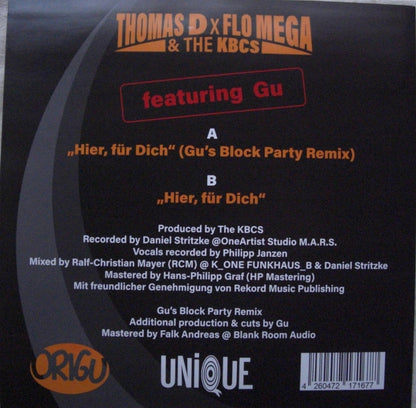 THOMAS D X FLO MEGA
& THE KBCS
featuring Gu
A
„Hier, für Dich“ (Gu's Block Party Remix)
B
„Hier, für Dich“
Produced by The KBCS
Recorded by Daniel Stritzke @OneArtist Studio M.A.R.S.
Vocals recorded by Philipp Janzen
Mixed by Ralf-Christian Mayer (RCM) @ K_ONE FUNKHAUS_B & Daniel Stritzke
Mastered by Hans-Philipp Graf (HP Mastering)
Mit freundlicher Genehmigung von Rekord Music Publishing
Gu's Block Party Remix
Additional production & cuts by Gu
Mastered by Falk Andreas @ Blank Room Audio
ORIGU
UNIQUE
4 260472 171677